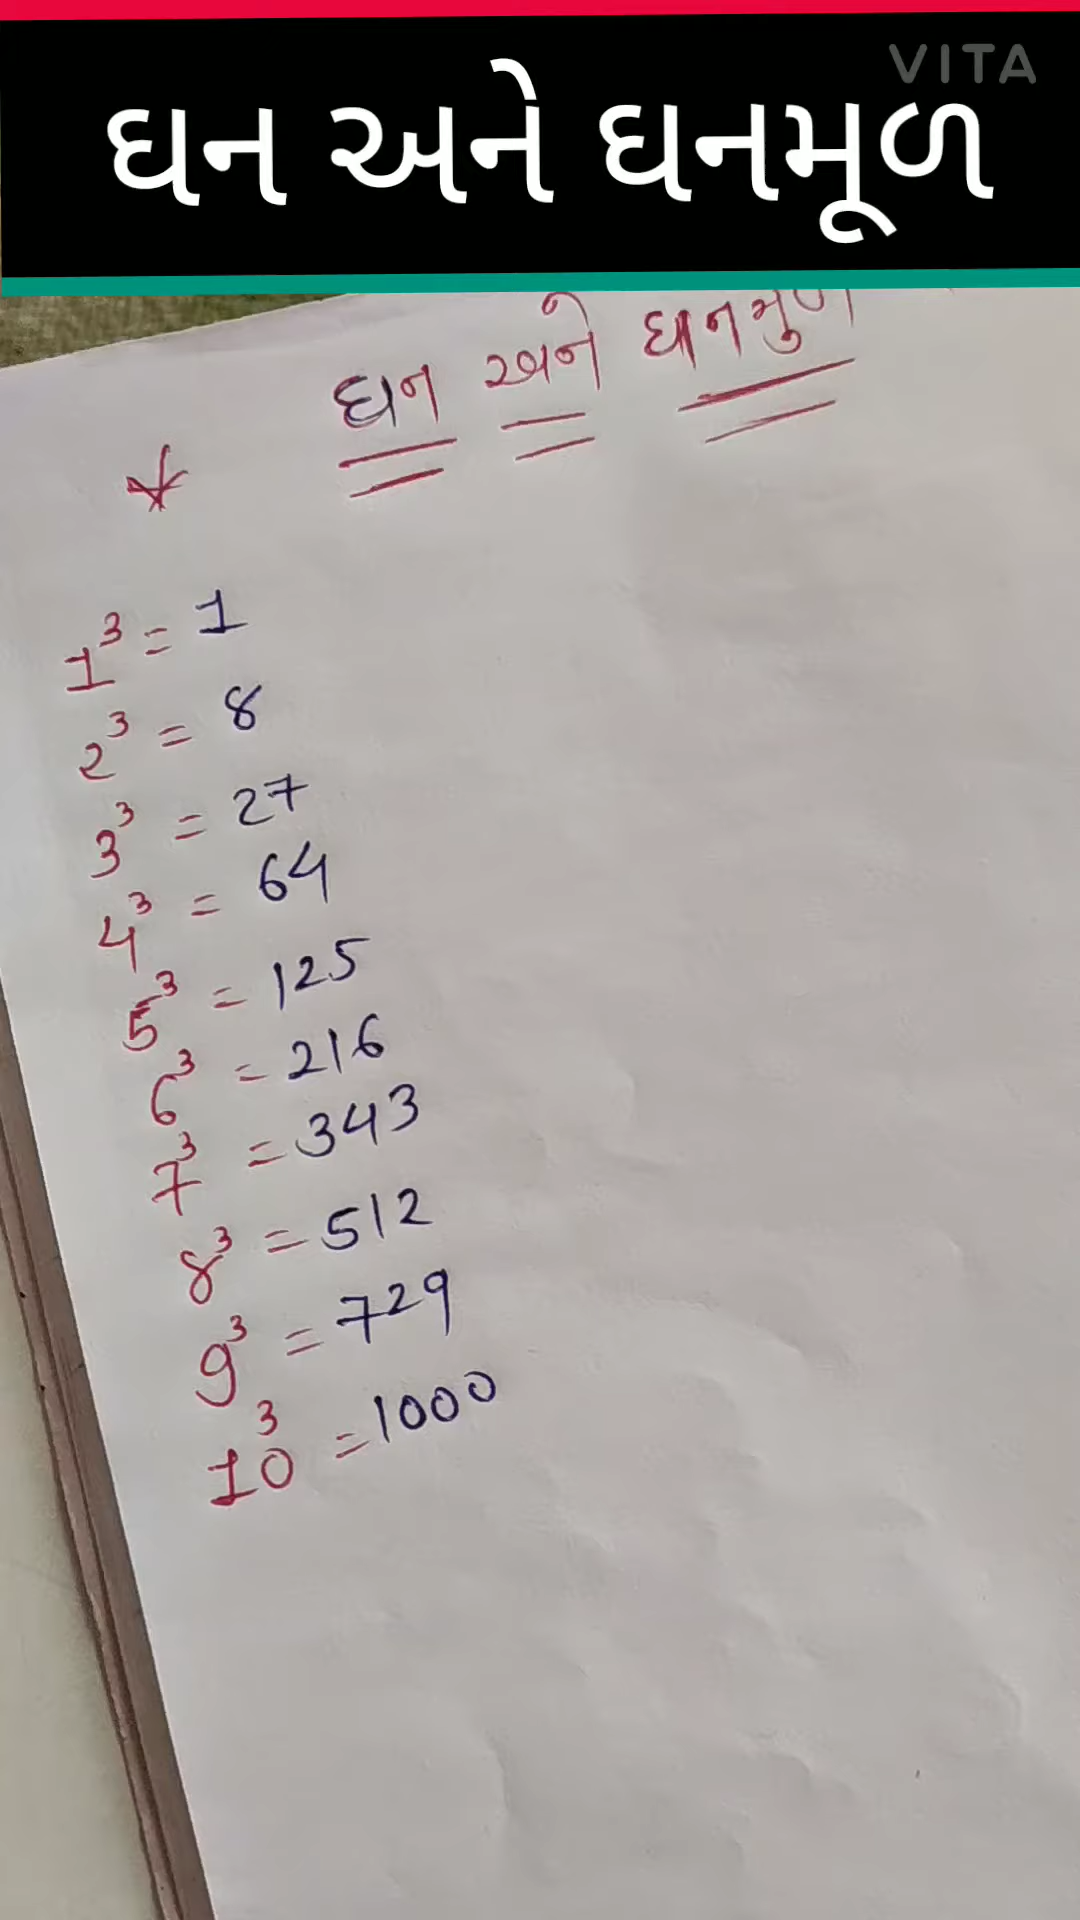 VITA
ઘન અને ઘનમૂળ
ઘન અને ઘનમુળ
*
1³ = 1
2³ = 8
3³ = 27
4³ = 64
5³ = 125
6³ = 216
7³ = 343
8³ = 512
9³ = 729
10³ = 1000